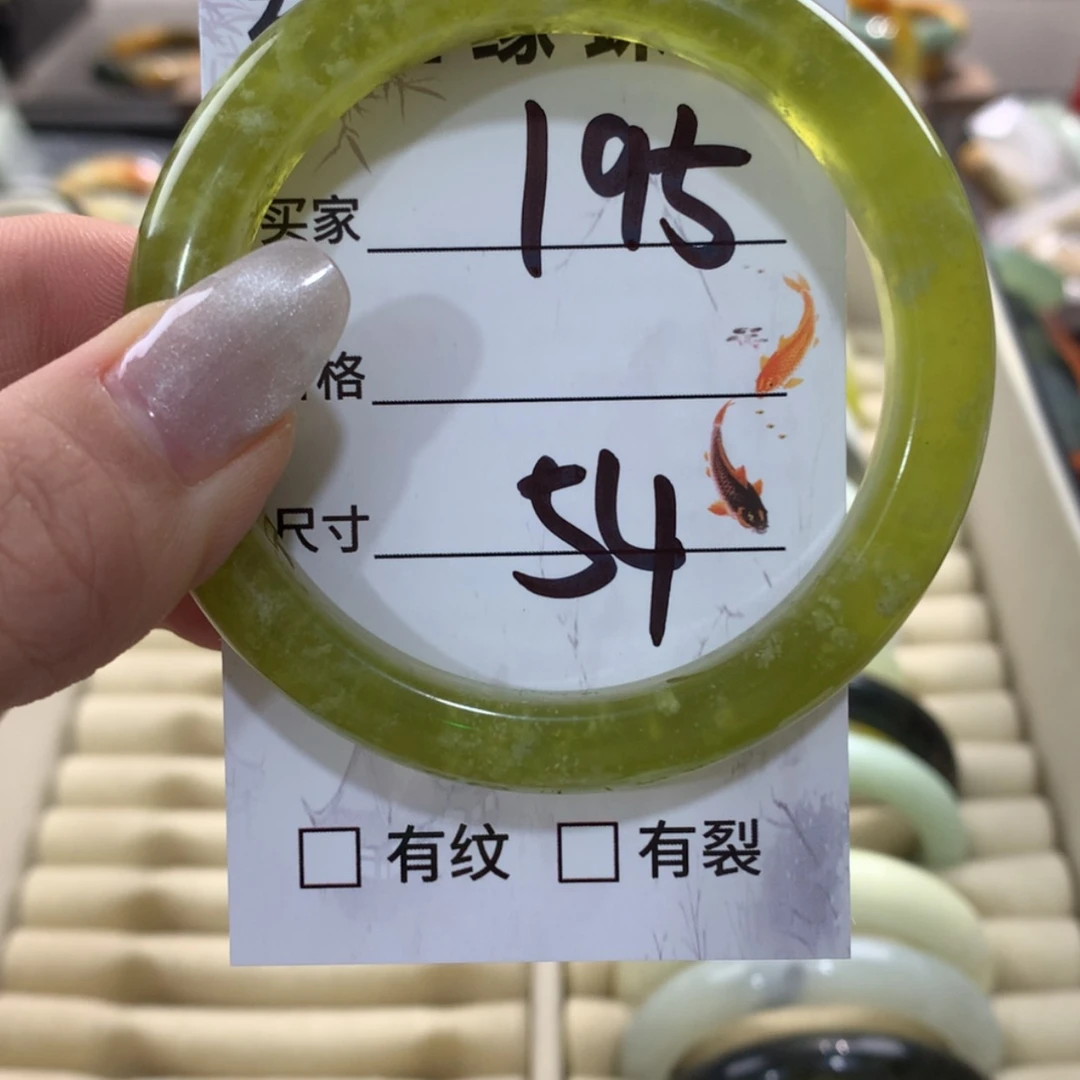 买家 195
格
尺寸 54
□ 有纹 □ 有裂